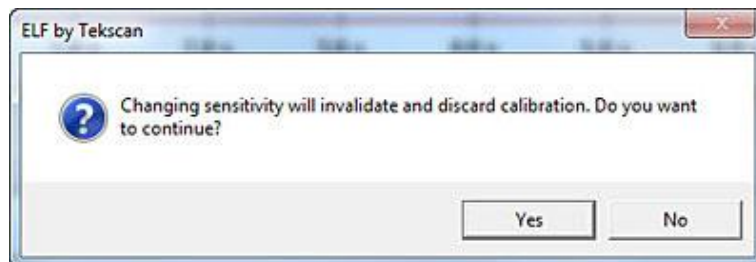 ELF by Tekscan
Changing sensitivity will invalidate and discard calibration. Do you want
to continue?
Yes
No